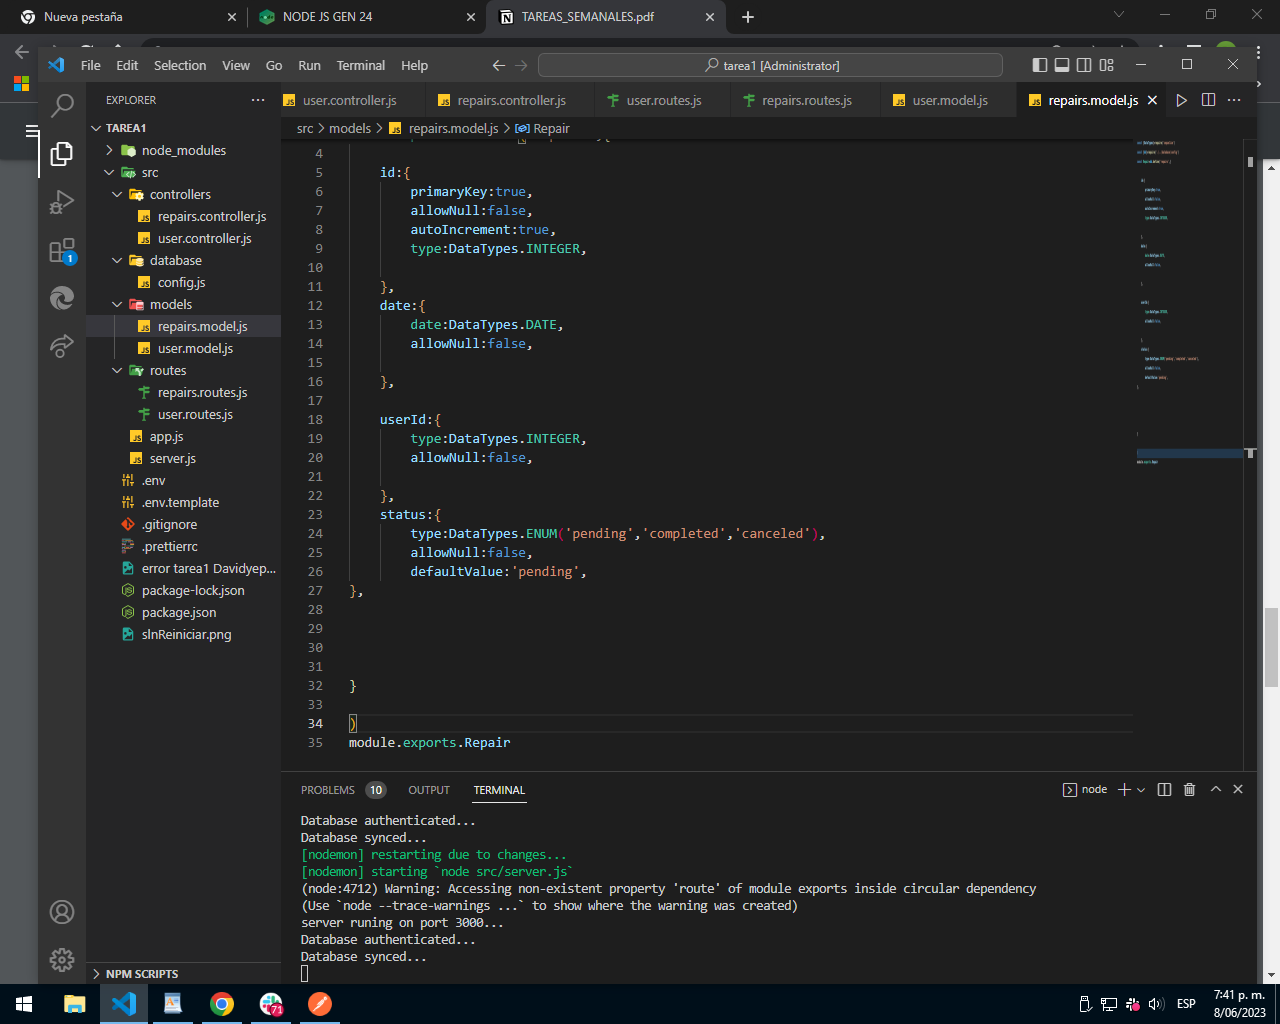 Nueva pestaña
NODE JS GEN 24
TAREAS_SEMANALES.pdf
File Edit Selection View Go Run Terminal Help
tarea1 [Administrator]
EXPLORER
user.controller.js
repairs.controller.js
user.routes.js
repairs.routes.js
user.model.js
repairs.model.js
src > models > repairs.model.js > Repair
TAREA1
node_modules
src
controllers
repairs.controller.js
user.controller.js
database
config.js
models
repairs.model.js
user.model.js
routes
repairs.routes.js
user.routes.js
app.js
server.js
.env
.env.template
.gitignore
.prettierrc
error tarea1 Davidyep...
package-lock.json
package.json
slnReiniciar.png
NPM SCRIPTS
1
4
5 id:{
6 primaryKey:true,
7 allowNull:false,
8 autoIncrement:true,
9 type:DataTypes.INTEGER,
10
11 },
12 date:{
13 date:DataTypes.DATE,
14 allowNull:false,
15
16 },
17
18 userId:{
19 type:DataTypes.INTEGER,
20 allowNull:false,
21
22 },
23 status:{
24 type:DataTypes.ENUM('pending','completed','canceled'),
25 allowNull:false,
26 defaultValue:'pending',
27 },
28
29
30
31
32 }
33
34 )
35 module.exports.Repair
PROBLEMS 10 OUTPUT TERMINAL
node
Database authenticated...
Database synced...
[nodemon] restarting due to changes...
[nodemon] starting `node src/server.js`
(node:4712) Warning: Accessing non-existent property 'route' of module exports inside circular dependency
(Use `node --trace-warnings ...` to show where the warning was created)
server runing on port 3000...
Database authenticated...
Database synced...
71
ESP
7:41 p. m.
8/06/2023